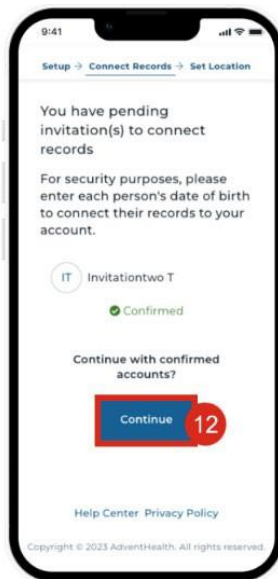 9:41
Setup → Connect Records → Set Location
You have pending
invitation(s) to connect
records
For security purposes, please
enter each person's date of birth
to connect their records to your
account.
IT Invitationtwo T
Confirmed
Continue with confirmed
accounts?
Continue
12
Help Center Privacy Policy
Copyright © 2023 AdventHealth. All rights reserved.